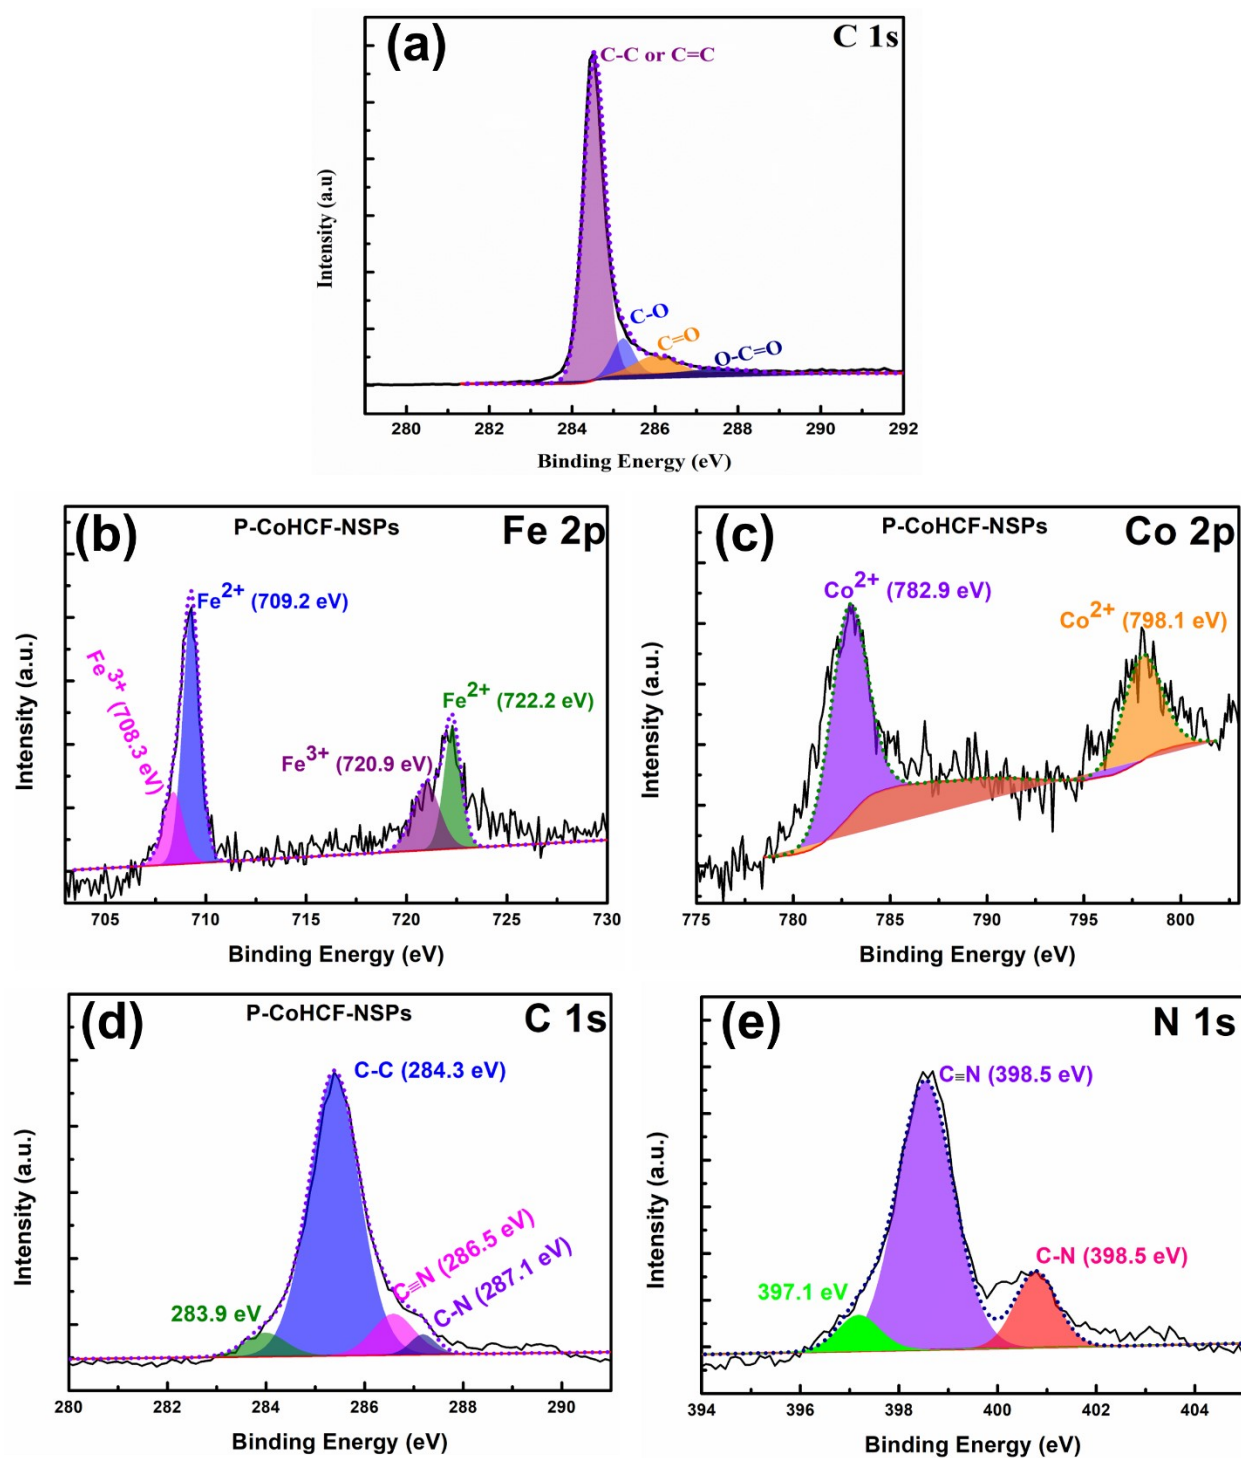 (a)
C 1s
C-C or C=C
C-O
C=O
O-C=O
Intensity (a.u)
280 282 284 286 288 290 292
Binding Energy (eV)
(b)
P-CoHCF-NSPs
Fe 2p
Fe2+ (709.2 eV)
Fe3+ (708.3 eV)
Fe2+ (722.2 eV)
Fe3+ (720.9 eV)
Intensity (a.u.)
705 710 715 720 725 730
Binding Energy (eV)
(c)
P-CoHCF-NSPs
Co 2p
Co2+ (782.9 eV)
Co2+ (798.1 eV)
Intensity (a.u.)
775 780 785 790 795 800
Binding Energy (eV)
(d)
P-CoHCF-NSPs
C 1s
C-C (284.3 eV)
C≡N (286.5 eV)
C-N (287.1 eV)
283.9 eV
Intensity (a.u.)
280 282 284 286 288 290
Binding Energy (eV)
(e)
N 1s
C≡N (398.5 eV)
C-N (398.5 eV)
397.1 eV
Intensity (a.u.)
394 396 398 400 402 404
Binding Energy (eV)